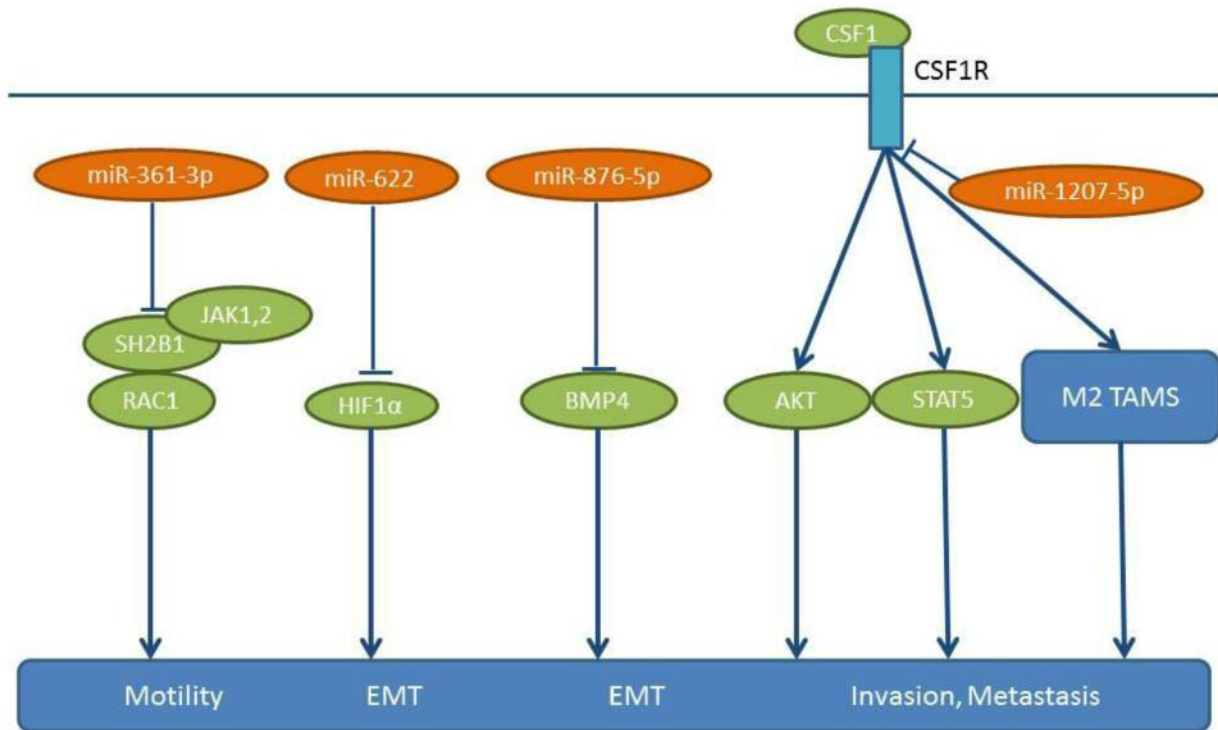 CSF1
CSF1R
miR-361-3p
miR-622
miR-876-5p
miR-1207-5p
JAK1,2
SH2B1
RAC1
HIF1α
BMP4
AKT
STAT5
M2 TAMS
Motility
EMT
EMT
Invasion, Metastasis